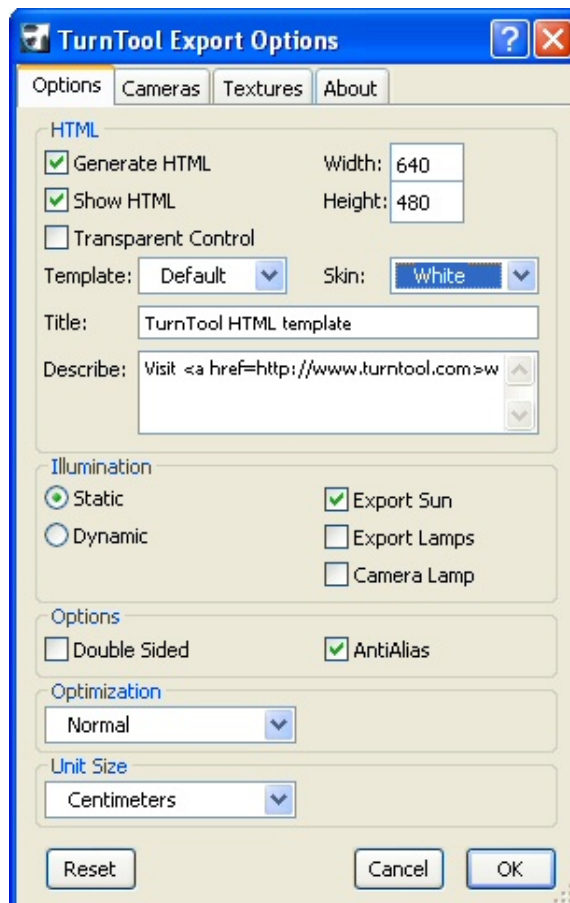 TurnTool Export Options
Options Cameras Textures About
HTML
Generate HTML Width: 640
Show HTML Height: 480
Transparent Control
Template: Default Skin: White
Title: TurnTool HTML template
Describe: Visit <a href=http://www.turntool.com>w
Illumination
Static Export Sun
Dynamic Export Lamps
Camera Lamp
Options
Double Sided AntiAlias
Optimization
Normal
Unit Size
Centimeters
Reset Cancel OK